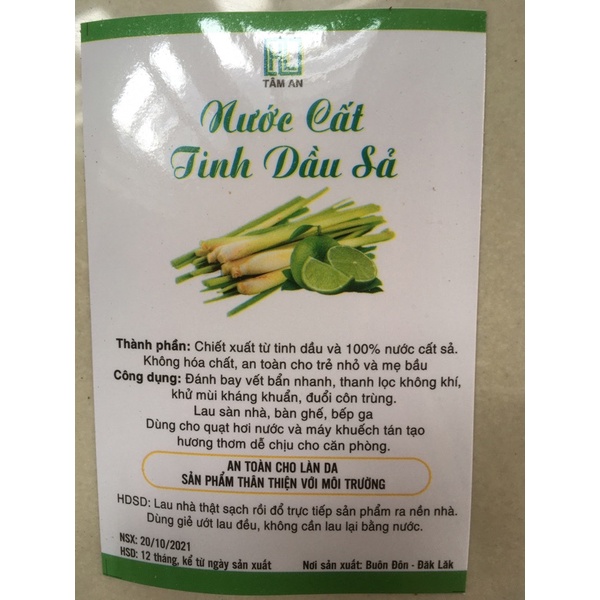 TÂM AN
Nước Cất
Tinh Dầu Sả
Thành phần: Chiết xuất từ tinh dầu và 100% nước cất sả.
Không hóa chất, an toàn cho trẻ nhỏ và mẹ bầu
Công dụng: Đánh bay vết bẩn nhanh, thanh lọc không khí,
khử mùi kháng khuẩn, đuổi côn trùng.
Lau sàn nhà, bàn ghế, bếp ga
Dùng cho quạt hơi nước và máy khuếch tán tạo
hương thơm dễ chịu cho căn phòng.
AN TOÀN CHO LÀN DA
SẢN PHẨM THÂN THIỆN VỚI MÔI TRƯỜNG
HDSD: Lau nhà thật sạch rồi đổ trực tiếp sản phẩm ra nền nhà.
Dùng giẻ ướt lau đều, không cần lau lại bằng nước.
NSX: 20/10/2021
HSD: 12 tháng, kể từ ngày sản xuất Nơi sản xuất: Buôn Đôn - Đăk Lăk